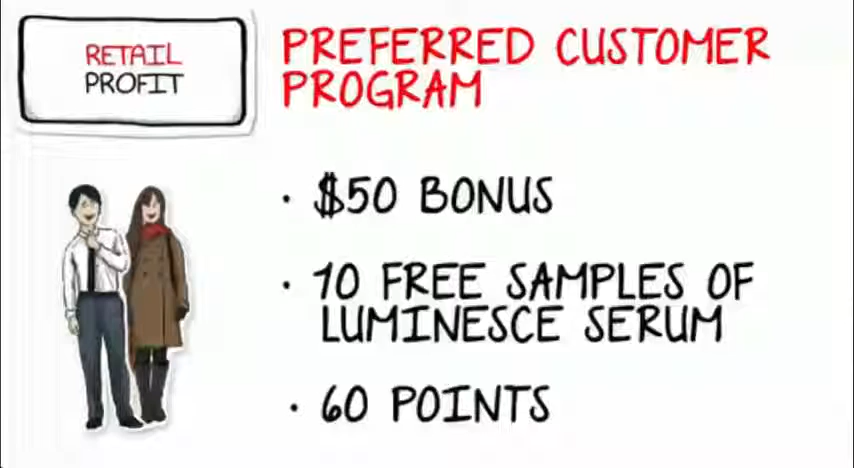 RETAIL
PROFIT
PREFERRED CUSTOMER
PROGRAM
· $50 BONUS
· 10 FREE SAMPLES OF
LUMINESCE SERUM
· 60 POINTS